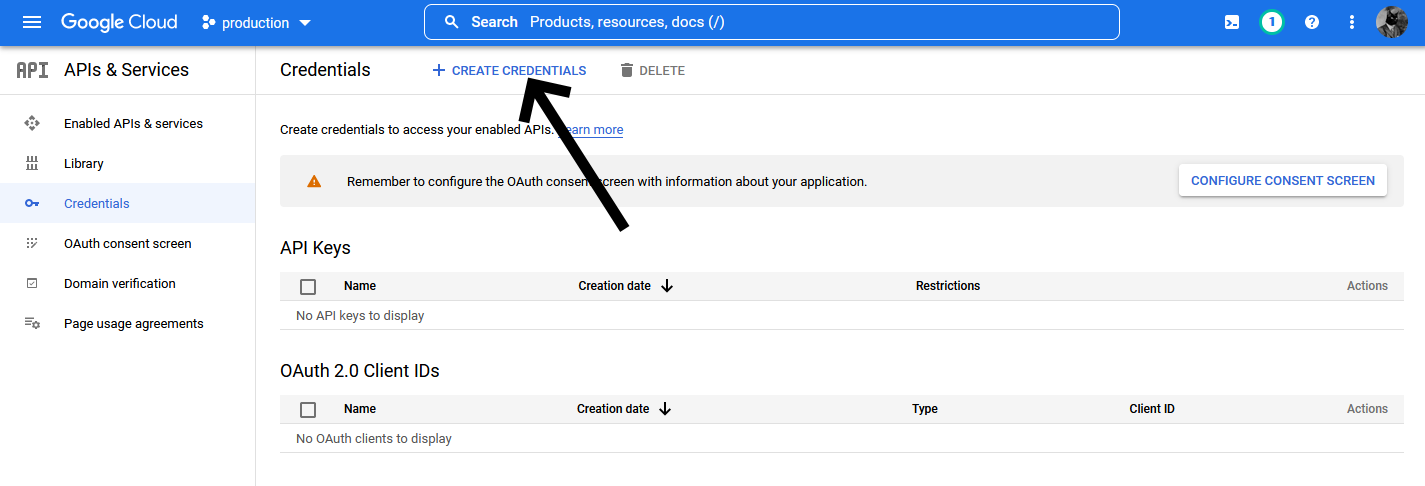 Google Cloud production Search Products, resources, docs (/) 1
API APIs & Services
Credentials + CREATE CREDENTIALS DELETE
Enabled APIs & services
Library
Credentials
OAuth consent screen
Domain verification
Page usage agreements
Create credentials to access your enabled APIs. Learn more
Remember to configure the OAuth consent screen with information about your application. CONFIGURE CONSENT SCREEN
API Keys
Name Creation date Restrictions Actions
No API keys to display
OAuth 2.0 Client IDs
Name Creation date Type Client ID Actions
No OAuth clients to display